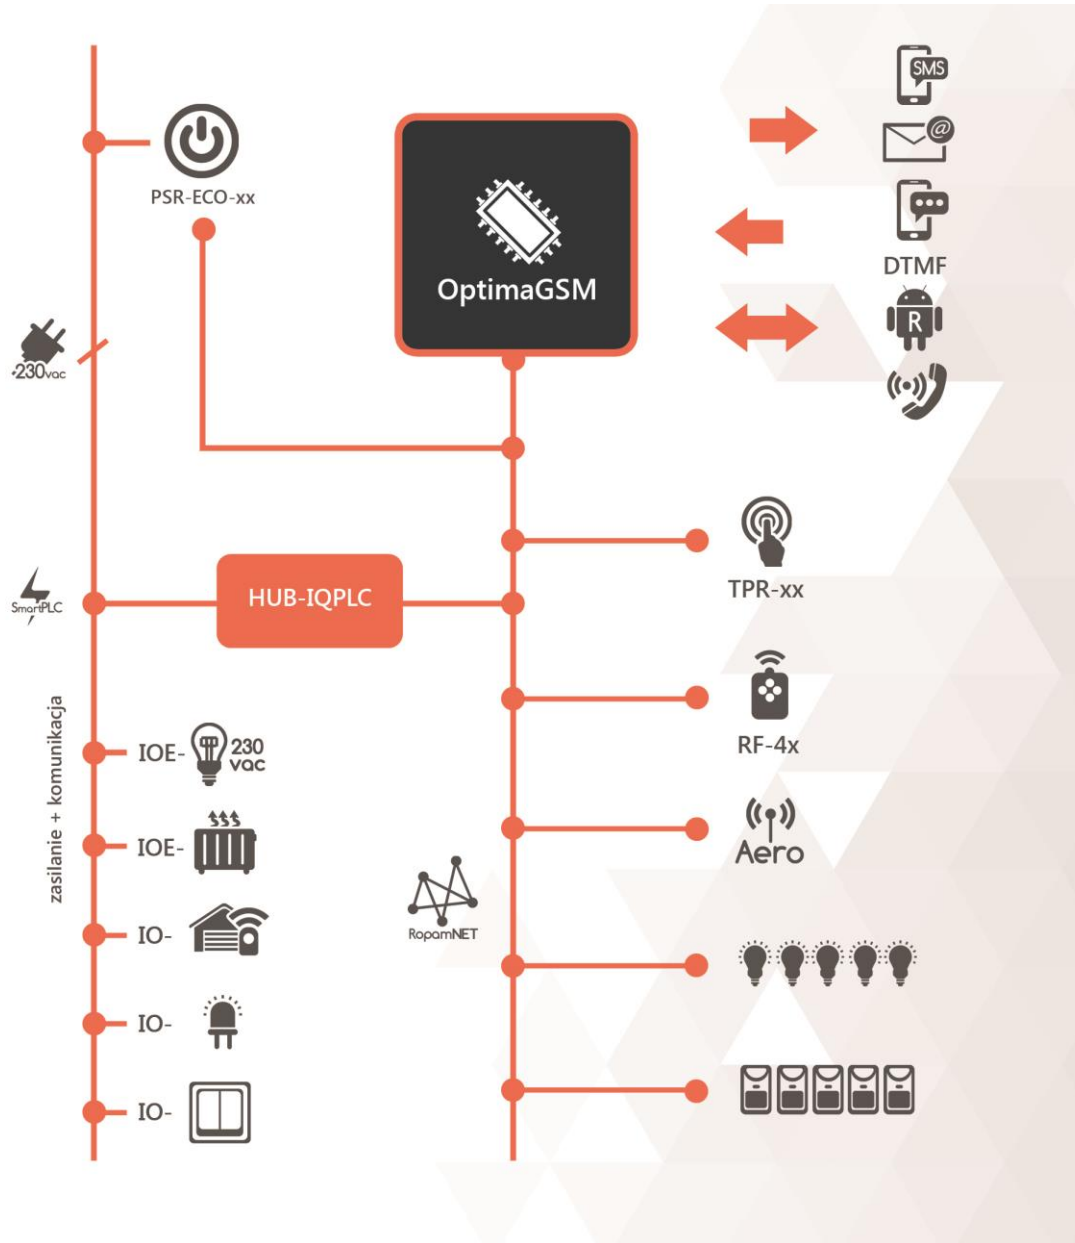 SMS
@
PSR-ECO-xx
OptimaGSM
DTMF
R
~230vac
TPR-xx
SmartPLC
HUB-IQPLC
RF-4x
zasilanie + komunikacja
IOE-
230
vac
IOE-
Aero
IO-
RopamNET
IO-
IO-